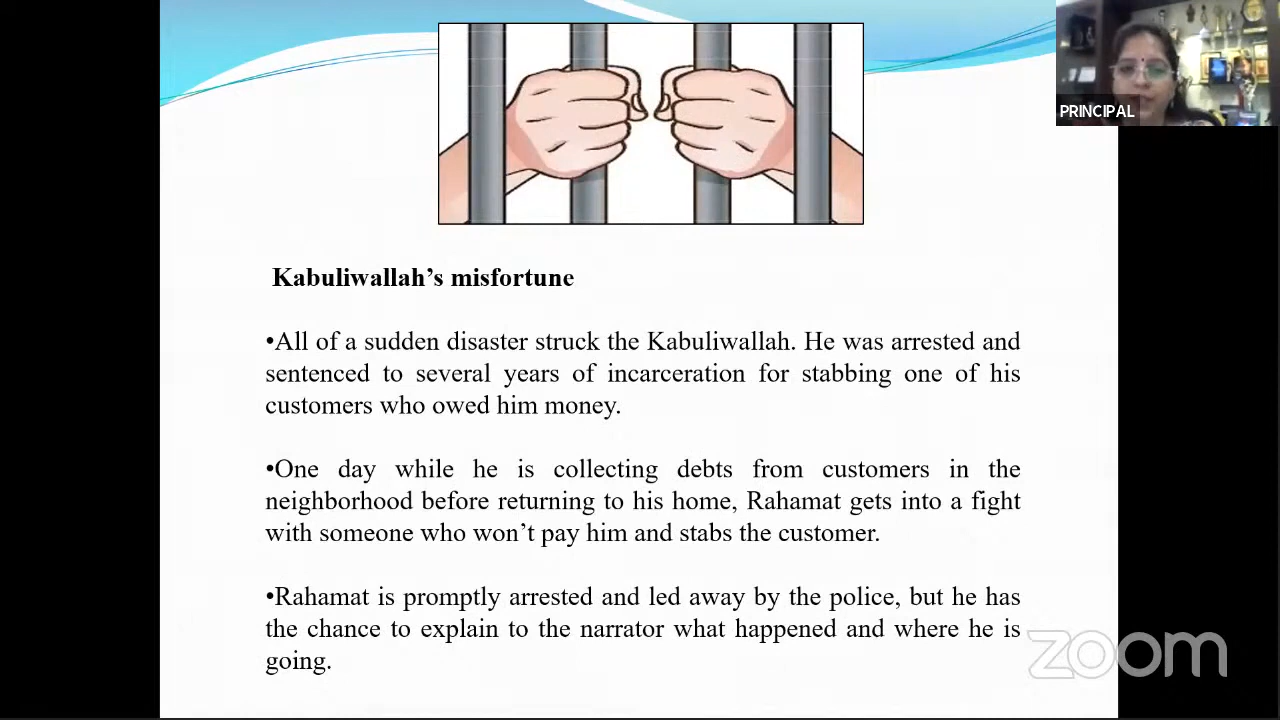 PRINCIPAL
Kabuliwallah’s misfortune
•All of a sudden disaster struck the Kabuliwallah. He was arrested and
sentenced to several years of incarceration for stabbing one of his
customers who owed him money.
•One day while he is collecting debts from customers in the
neighborhood before returning to his home, Rahamat gets into a fight
with someone who won’t pay him and stabs the customer.
•Rahamat is promptly arrested and led away by the police, but he has
the chance to explain to the narrator what happened and where he is
going.
zoom